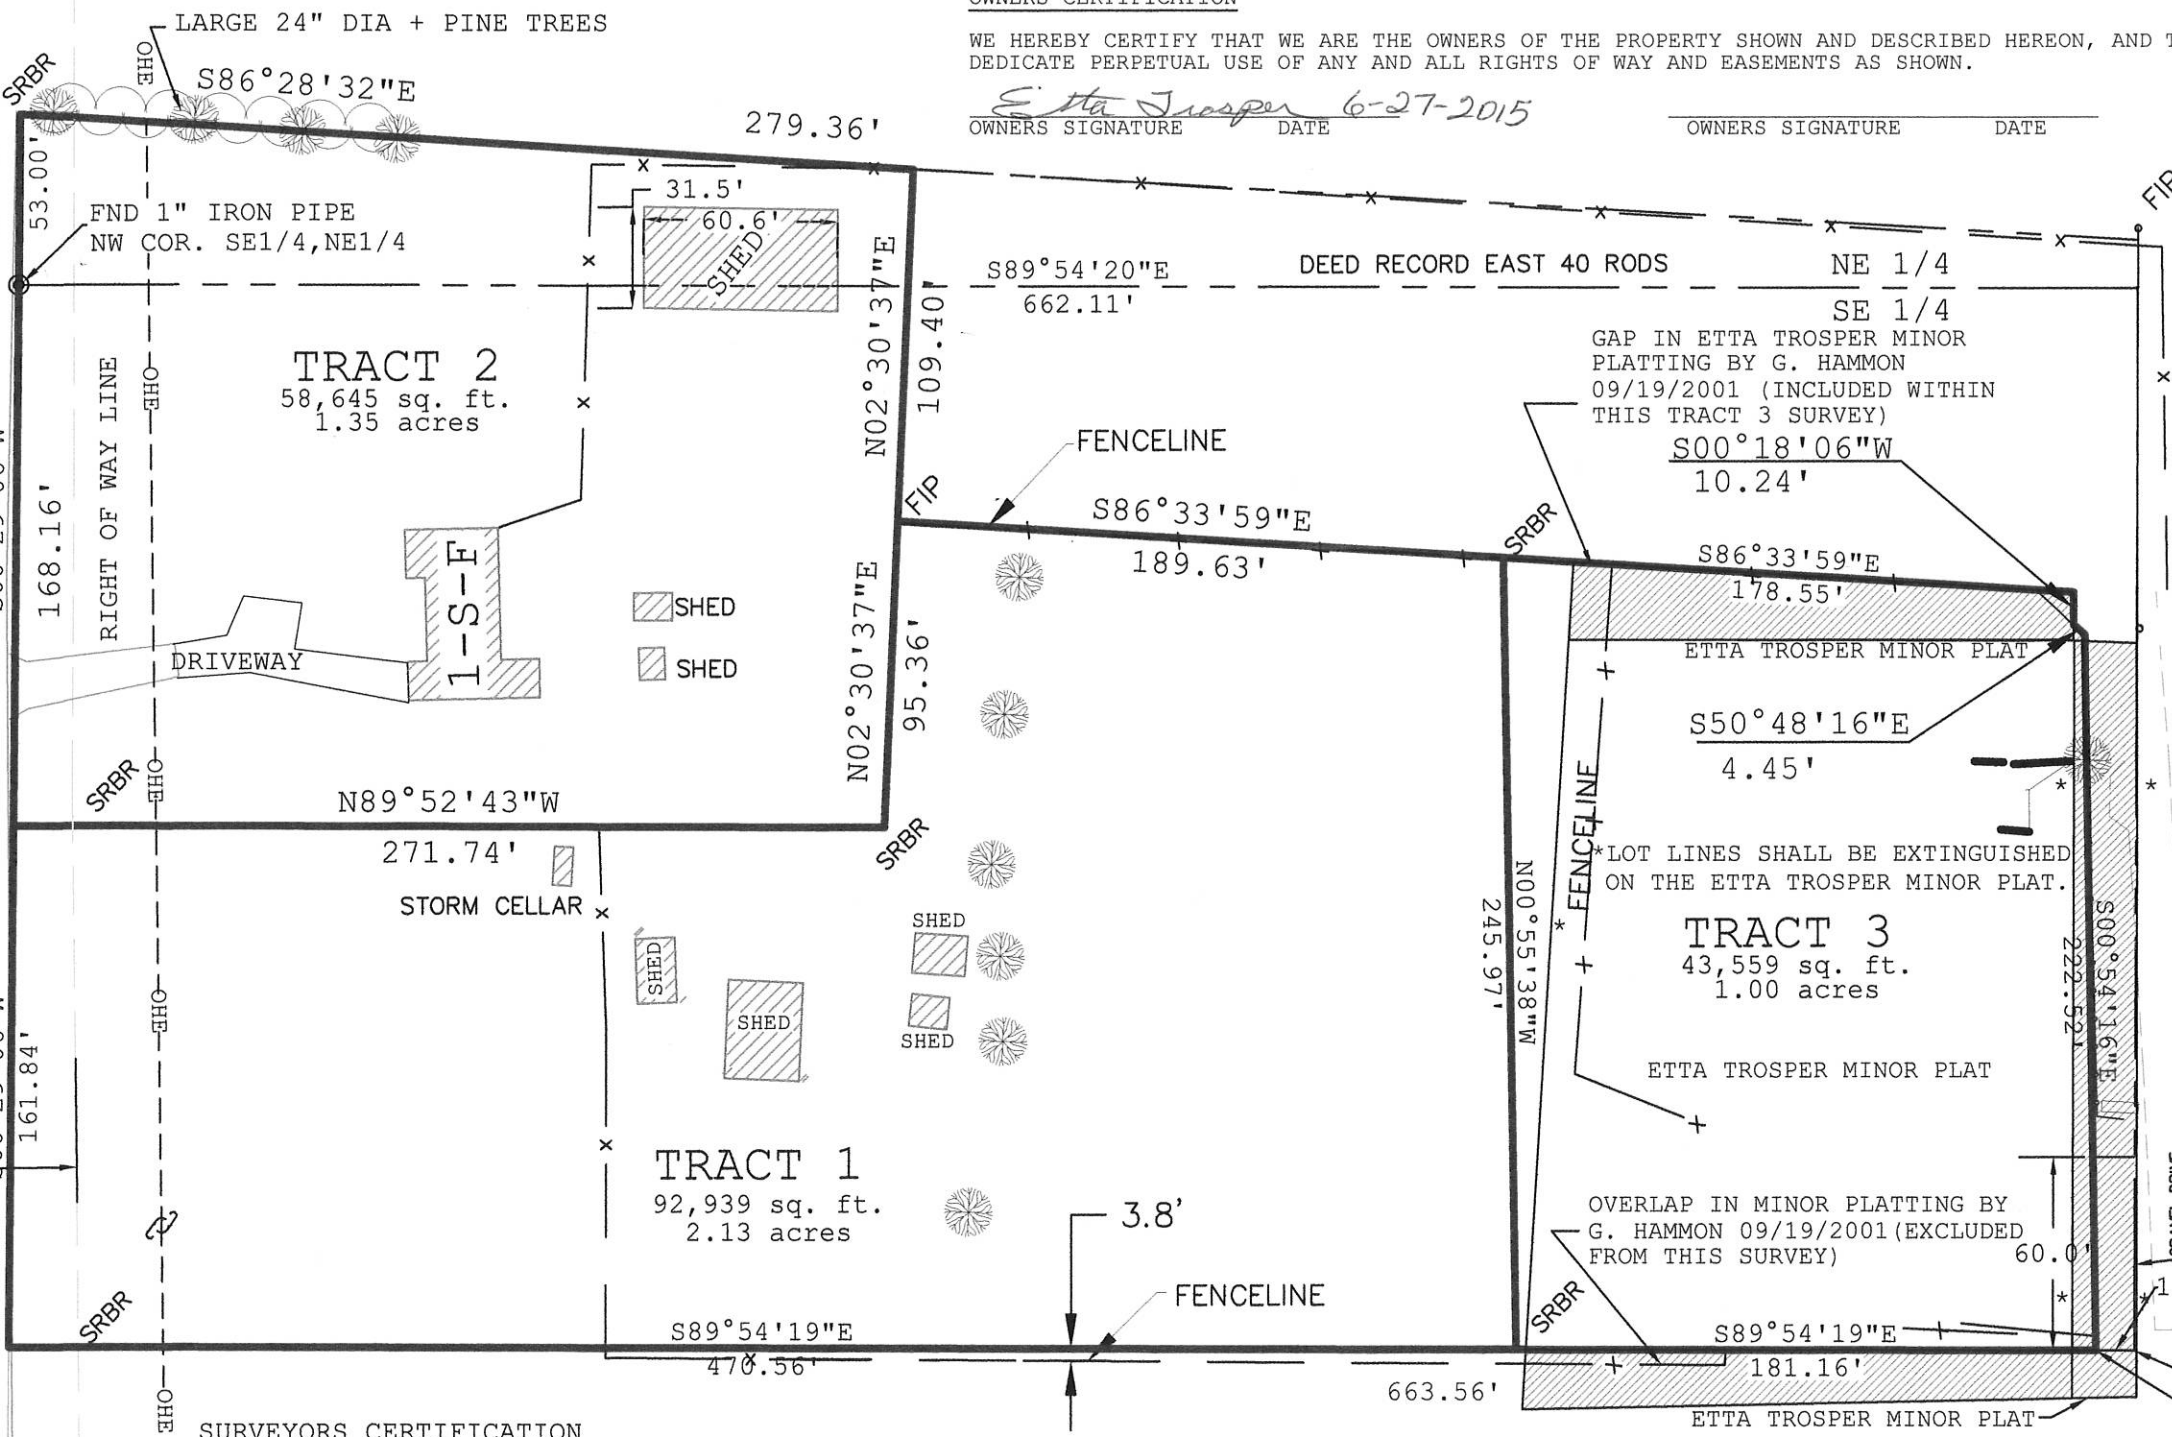 OWNERS CERTIFICATION
WE HEREBY CERTIFY THAT WE ARE THE OWNERS OF THE PROPERTY SHOWN AND DESCRIBED HEREON, AND
DEDICATE PERPETUAL USE OF ANY AND ALL RIGHTS OF WAY AND EASEMENTS AS SHOWN.
Etta Trosper 6-27-2015
OWNERS SIGNATURE DATE
OWNERS SIGNATURE DATE
LARGE 24" DIA + PINE TREES
SRBR
OHE
S86°28'32"E
279.36'
53.00'
FND 1" IRON PIPE
NW COR. SE1/4,NE1/4
31.5'
60.6'
SHED
N02°30'37"E
109.40'
S89°54'20"E
662.11'
DEED RECORD EAST 40 RODS
NE 1/4
SE 1/4
FIP
TRACT 2
58,645 sq. ft.
1.35 acres
OHE
RIGHT OF WAY LINE
168.16'
GAP IN ETTA TROSPER MINOR
PLATTING BY G. HAMMON
09/19/2001 (INCLUDED WITHIN
THIS TRACT 3 SURVEY)
S00°18'06"W
10.24'
FENCELINE
FIP
S86°33'59"E
189.63'
SRBR
S86°33'59"E
178.55'
1-S-F
SHED
SHED
DRIVEWAY
N02°30'37"E
95.36'
ETTA TROSPER MINOR PLAT
S50°48'16"E
4.45'
SRBR
OHE
N89°52'43"W
271.74'
SRBR
STORM CELLAR
FENCELINE
*LOT LINES SHALL BE EXTINGUISHED
ON THE ETTA TROSPER MINOR PLAT.
N00°55'38"W
245.97'
TRACT 3
43,559 sq. ft.
1.00 acres
S00°54'16"E
222.52'
SHED
SHED
SHED
SHED
OHE
161.84'
ETTA TROSPER MINOR PLAT
TRACT 1
92,939 sq. ft.
2.13 acres
3.8'
OVERLAP IN MINOR PLATTING BY
G. HAMMON 09/19/2001(EXCLUDED
FROM THIS SURVEY)
60.0'
SRBR
FENCELINE
SRBR
S89°54'19"E
470.56'
S89°54'19"E
181.16'
663.56'
OHE
ETTA TROSPER MINOR PLAT
SURVEYORS CERTIFICATION